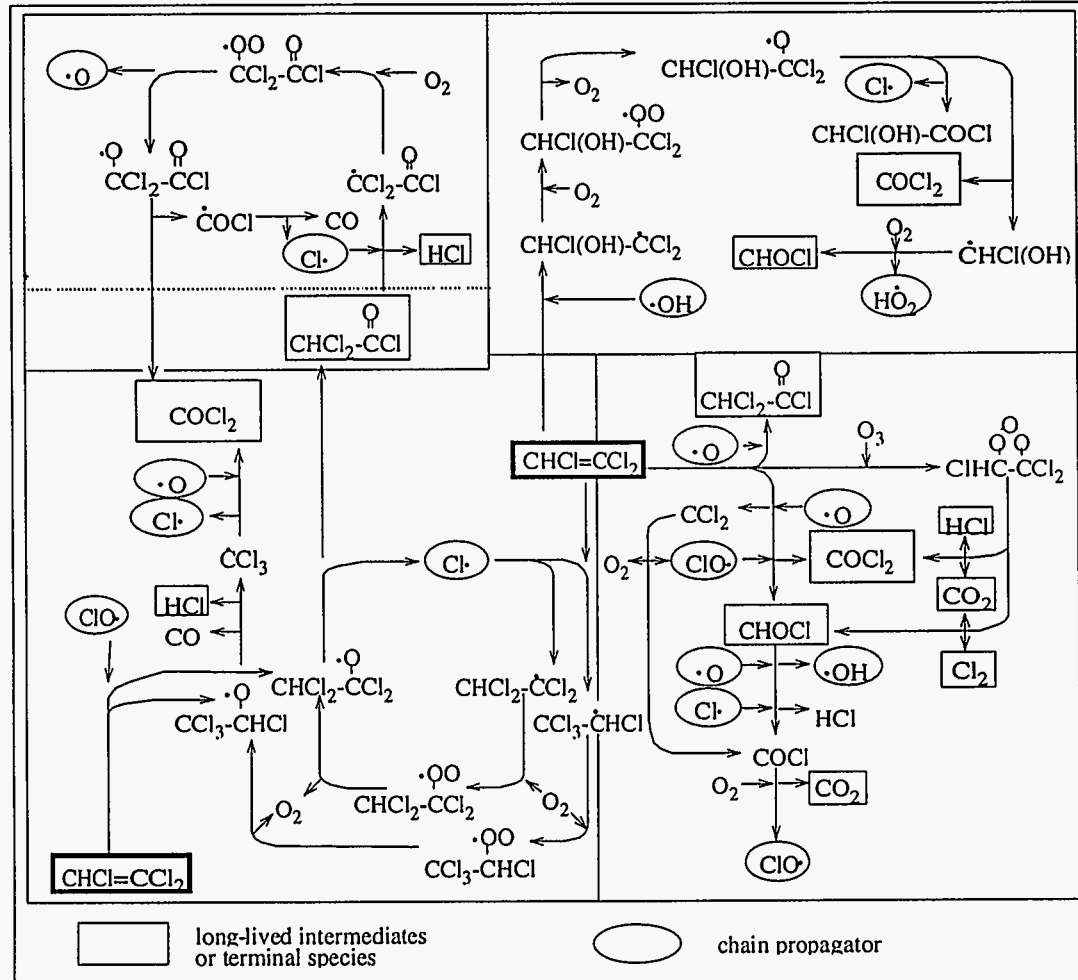 ·OO O
·O CCl₂-CCl O₂
·O O
CCl₂-CCl ĊCl₂-CCl
ĊOCl CO
Cl· HCl
O
CHCl₂-CCl
·O
CHCl(OH)-CCl₂
O₂ Cl·
·OO
CHCl(OH)-CCl₂ CHCl(OH)-COCl
COCl₂
O₂
CHCl(OH)-ĊCl₂ O₂
CHOCl ĊHCl(OH)
·OH HȮ₂
COCl₂
·O
Cl·
ĊCl₃
ClO· HCl
CO
Cl·
·O
CHCl₂-CCl₂ CHCl₂-ĊCl₂
·O
CCl₃-CHCl CCl₃-ĊHCl
·OO
O₂ CHCl₂-CCl₂ O₂
·OO
CCl₃-CHCl
CHCl=CCl₂
O
CHCl₂-CCl
·O O₃ O O O
CHCl=CCl₂ ClHC-CCl₂
CCl₂ ·O HCl
O₂ ClO· COCl₂
CO₂
CHOCl
·O ·OH Cl₂
Cl· HCl
COCl
O₂ CO₂
ClO·
long-lived intermediates
or terminal species
chain propagator